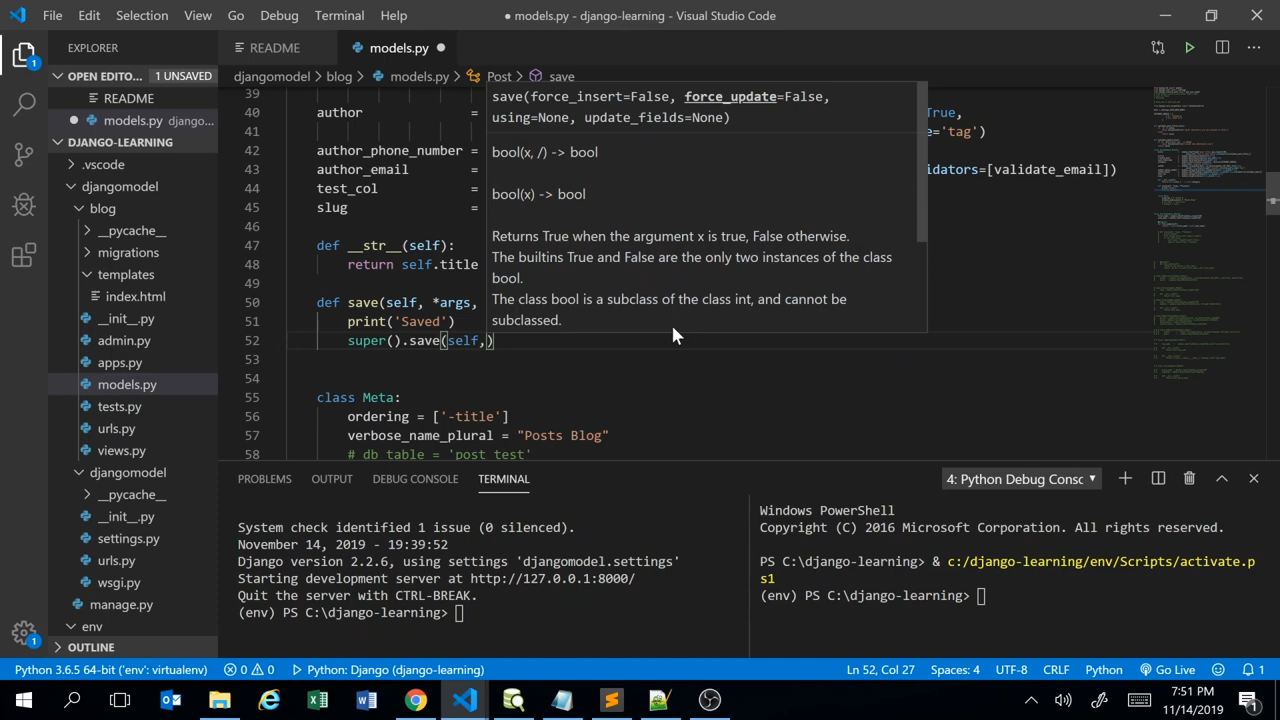 File Edit Selection View Go Debug Terminal Help ● models.py - django-learning - Visual Studio Code
EXPLORER
OPEN EDITO... 1 UNSAVED
README
models.py django...
DJANGO-LEARNING
.vscode
djangomodel
blog
__pycache__
migrations
templates
index.html
__init__.py
admin.py
apps.py
models.py
tests.py
urls.py
views.py
djangomodel
__pycache__
__init__.py
settings.py
urls.py
wsgi.py
manage.py
env
OUTLINE
README models.py
djangomodel > blog > models.py > Post > save
39
40 author True,
41 ='tag')
42 author_phone_number =
43 author_email = idators=[validate_email])
44 test_col =
45 slug =
46
47 def __str__(self):
48 return self.title
49
50 def save(self, *args,
51 print('Saved')
52 super().save(self,)
53
54
55 class Meta:
56 ordering = ['-title']
57 verbose_name_plural = "Posts Blog"
58 # db_table = 'post_test'
save(force_insert=False, force_update=False,
using=None, update_fields=None)
bool(x, /) -> bool
bool(x) -> bool
Returns True when the argument x is true, False otherwise.
The builtins True and False are the only two instances of the class
bool.
The class bool is a subclass of the class int, and cannot be
subclassed.
PROBLEMS OUTPUT DEBUG CONSOLE TERMINAL 4: Python Debug Consc
System check identified 1 issue (0 silenced).
November 14, 2019 - 19:39:52
Django version 2.2.6, using settings 'djangomodel.settings'
Starting development server at http://127.0.0.1:8000/
Quit the server with CTRL-BREAK.
(env) PS C:\django-learning>
Windows PowerShell
Copyright (C) 2016 Microsoft Corporation. All rights reserved.
PS C:\django-learning> & c:/django-learning/env/Scripts/activate.p
s1
(env) PS C:\django-learning>
Python 3.6.5 64-bit ('env': virtualenv) 0 0 Python: Django (django-learning) Ln 52, Col 27 Spaces: 4 UTF-8 CRLF Python Go Live 1
7:51 PM
11/14/2019